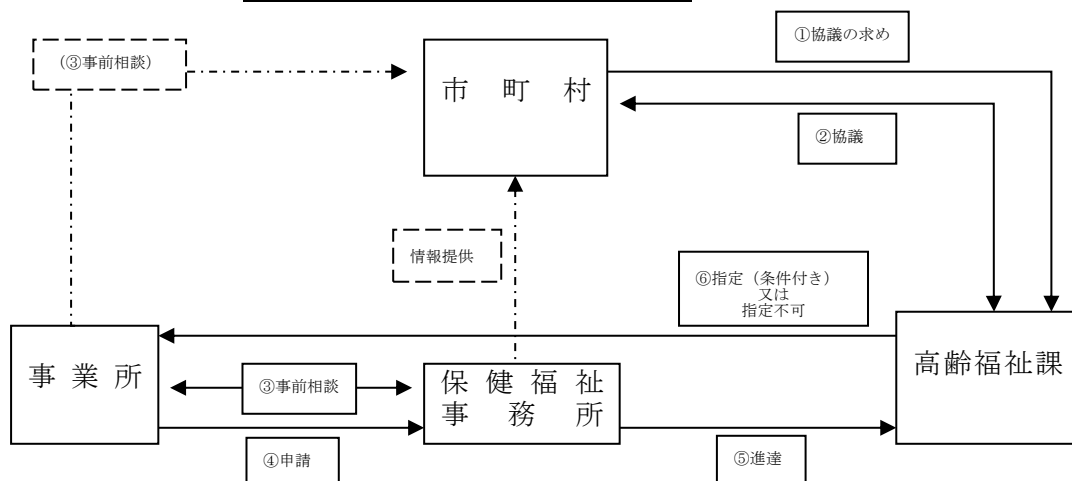 ①協議の求め
(③事前相談)
市町村
②協議
情報提供
⑥指定（条件付き）
又は
指定不可
事業所
③事前相談
保健福祉
事務所
高齢福祉課
④申請
⑤進達